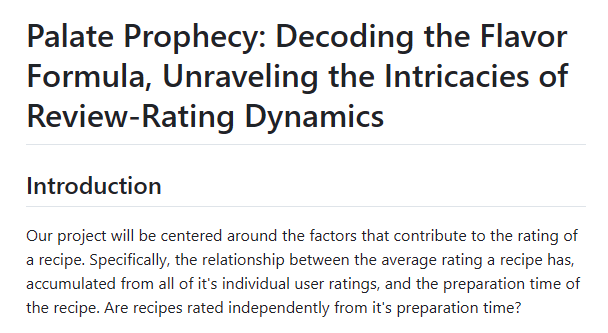 Palate Prophecy: Decoding the Flavor
Formula, Unraveling the Intricacies of
Review-Rating Dynamics
Introduction
Our project will be centered around the factors that contribute to the rating of
a recipe. Specifically, the relationship between the average rating a recipe has,
accumulated from all of it's individual user ratings, and the preparation time of
the recipe. Are recipes rated independently from it's preparation time?